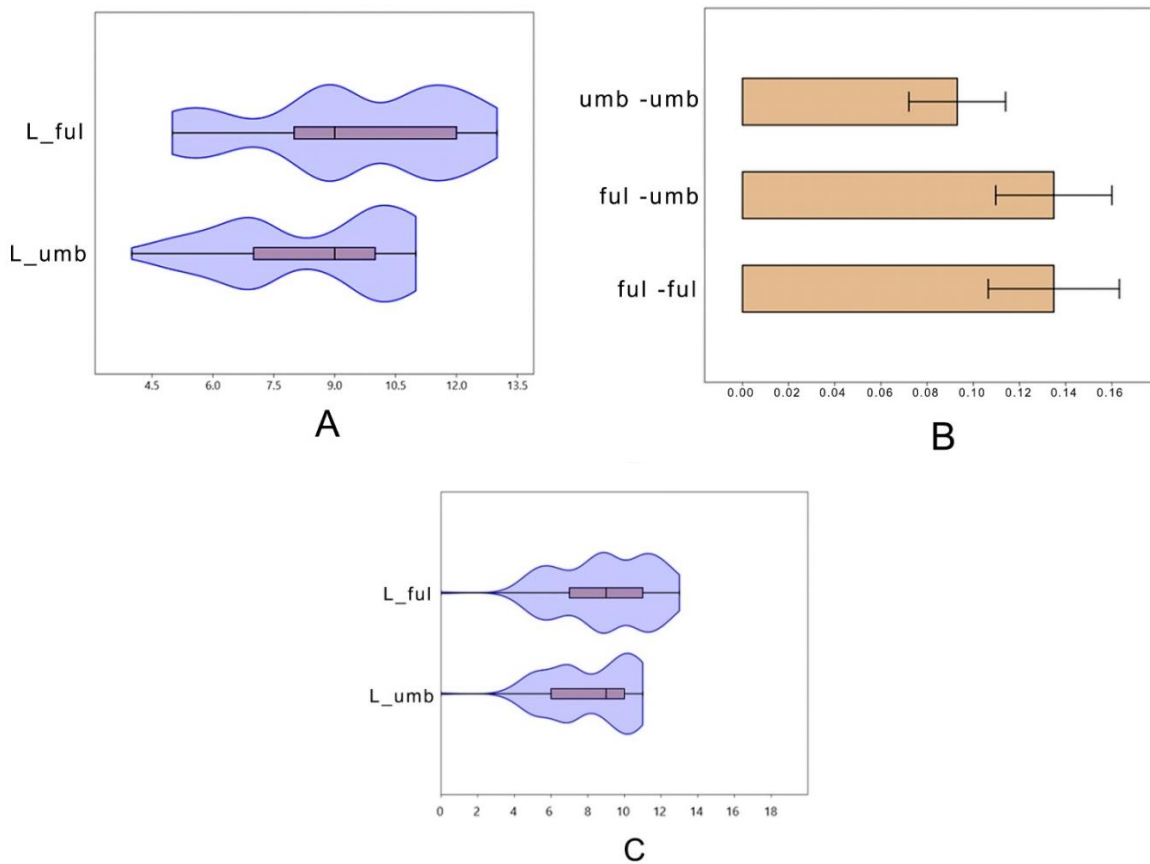 L_ful
L_umb
4.5 6.0 7.5 9.0 10.5 12.0 13.5
A
umb -umb
ful -umb
ful -ful
0.00 0.02 0.04 0.06 0.08 0.10 0.12 0.14 0.16
B
L_ful
L_umb
0 2 4 6 8 10 12 14 16 18
C